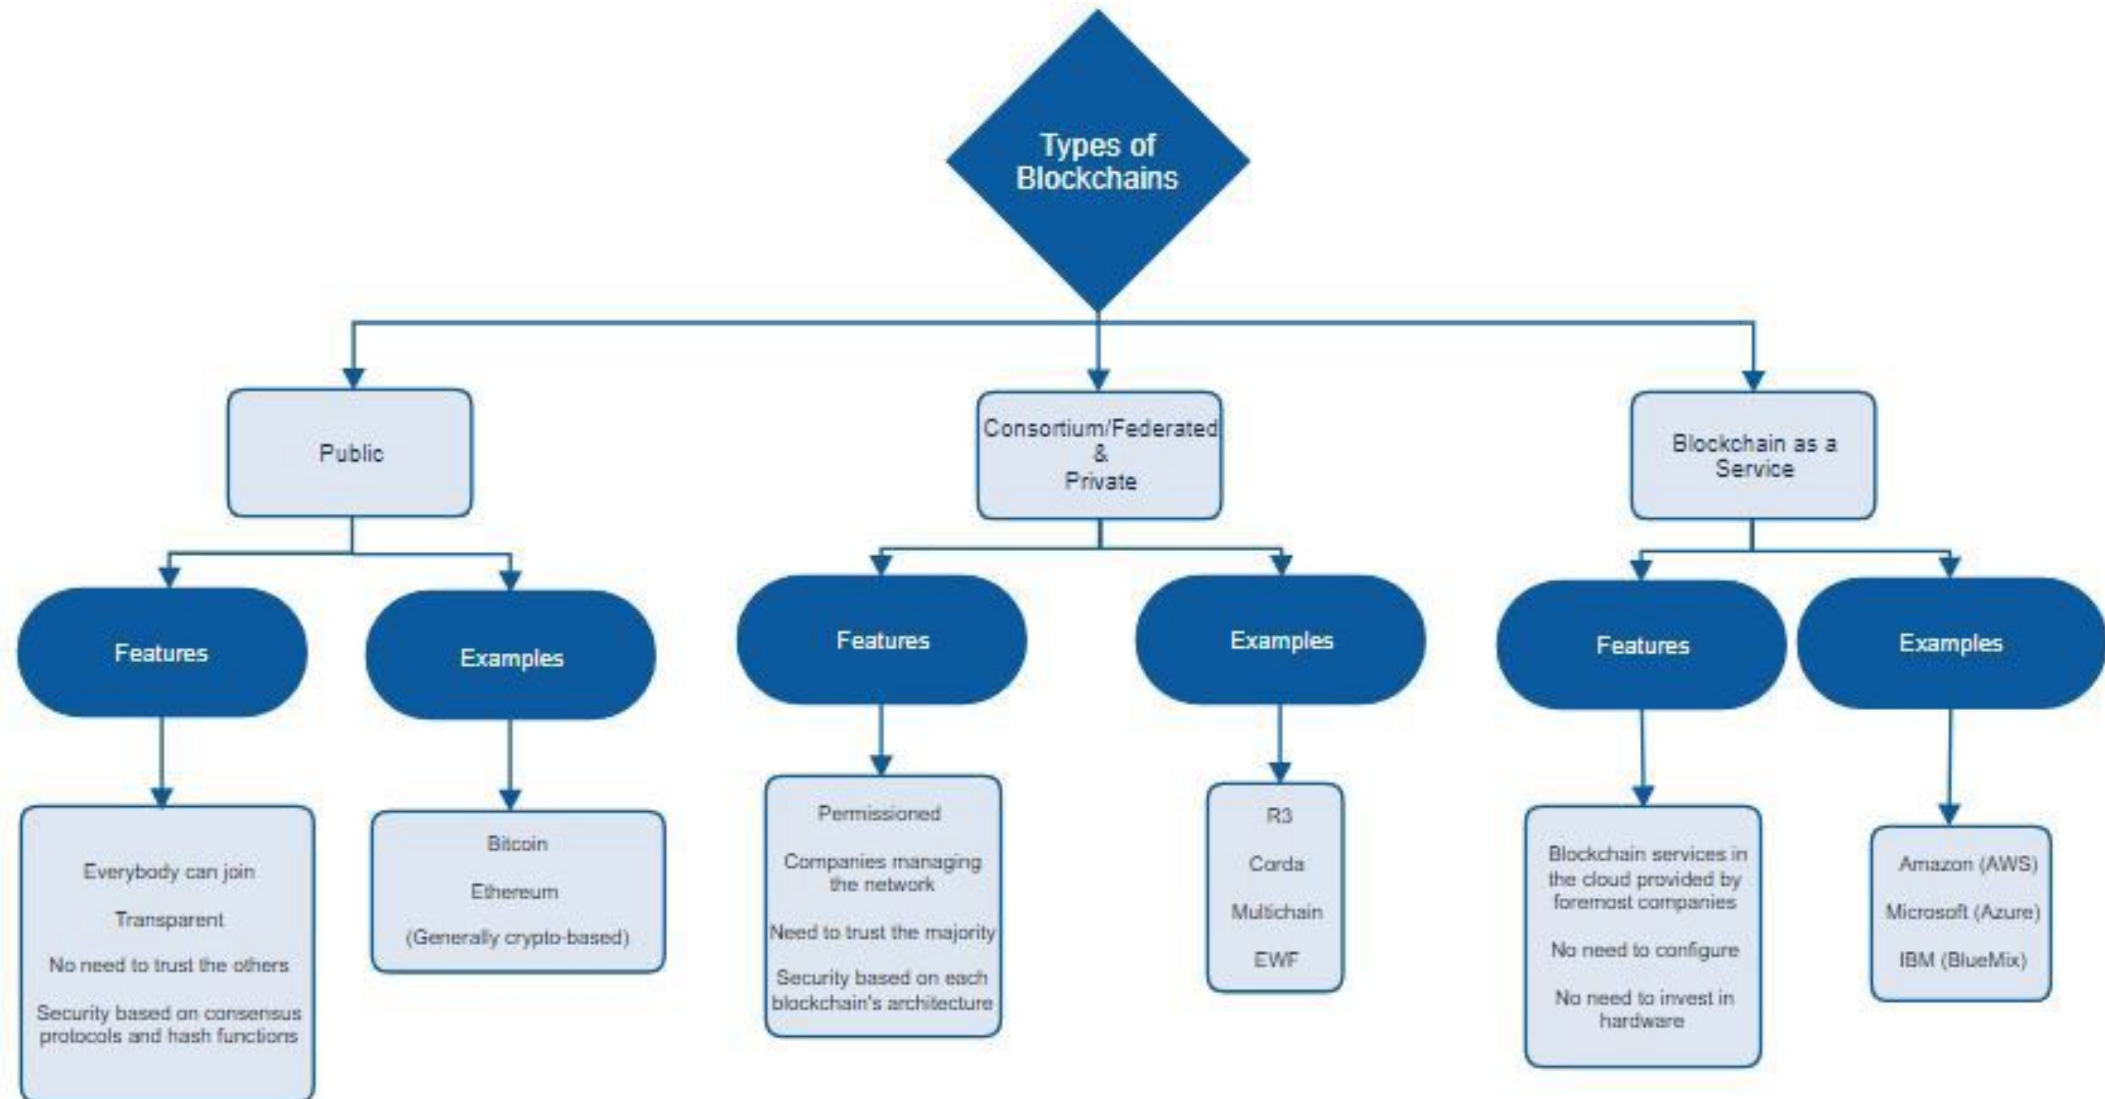 Types of
Blockchains
Public
Consortium/Federated
&
Private
Blockchain as a
Service
Features
Examples
Features
Examples
Features
Examples
Everybody can join
Transparent
No need to trust the others
Security based on consensus
protocols and hash functions
Bitcoin
Ethereum
(Generally crypto-based)
Permissioned
Companies managing
the network
Need to trust the majority
Security based on each
blockchain's architecture
R3
Corda
Multichain
EWF
Blockchain services in
the cloud provided by
foremost companies
No need to configure
No need to invest in
hardware
Amazon (AWS)
Microsoft (Azure)
IBM (BlueMix)